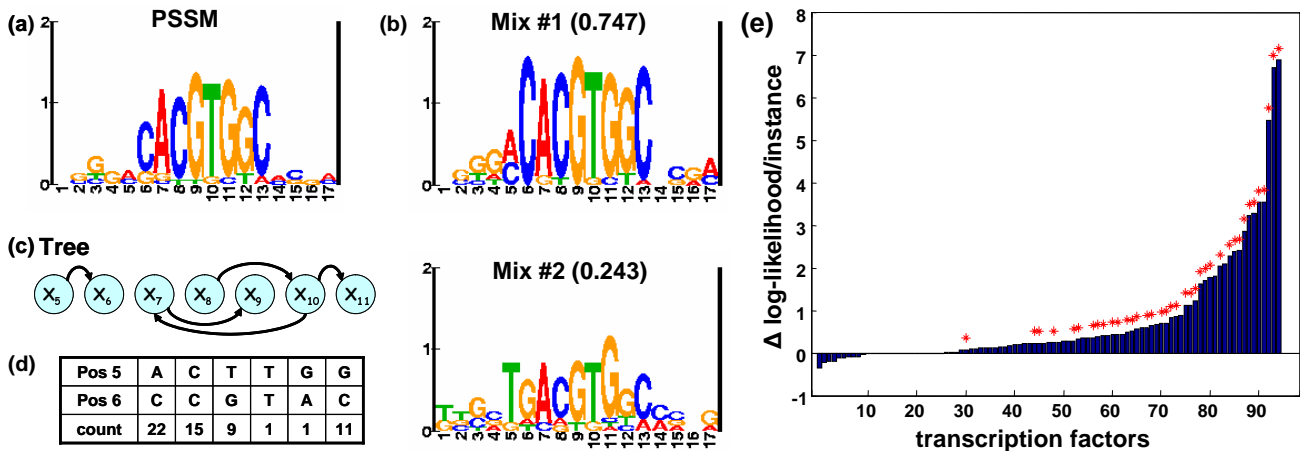 (a) PSSM
2
1
0
1 2 3 4 5 6 7 8 9 10 11 12 13 14 15 16 17
(b) Mix #1 (0.747)
2
1
0
1 2 3 4 5 6 7 8 9 10 11 12 13 14 15 16 17
Mix #2 (0.243)
2
1
0
1 2 3 4 5 6 7 8 9 10 11 12 13 14 15 16 17
(c) Tree
X5 X6 X7 X8 X9 X10 X11
(d)
Pos 5 A C T T G G
Pos 6 C C G T A C
count 22 15 9 1 1 11
(e)
Δ log-likelihood/instance
8
7
6
5
4
3
2
1
0
-1
10 20 30 40 50 60 70 80 90
transcription factors